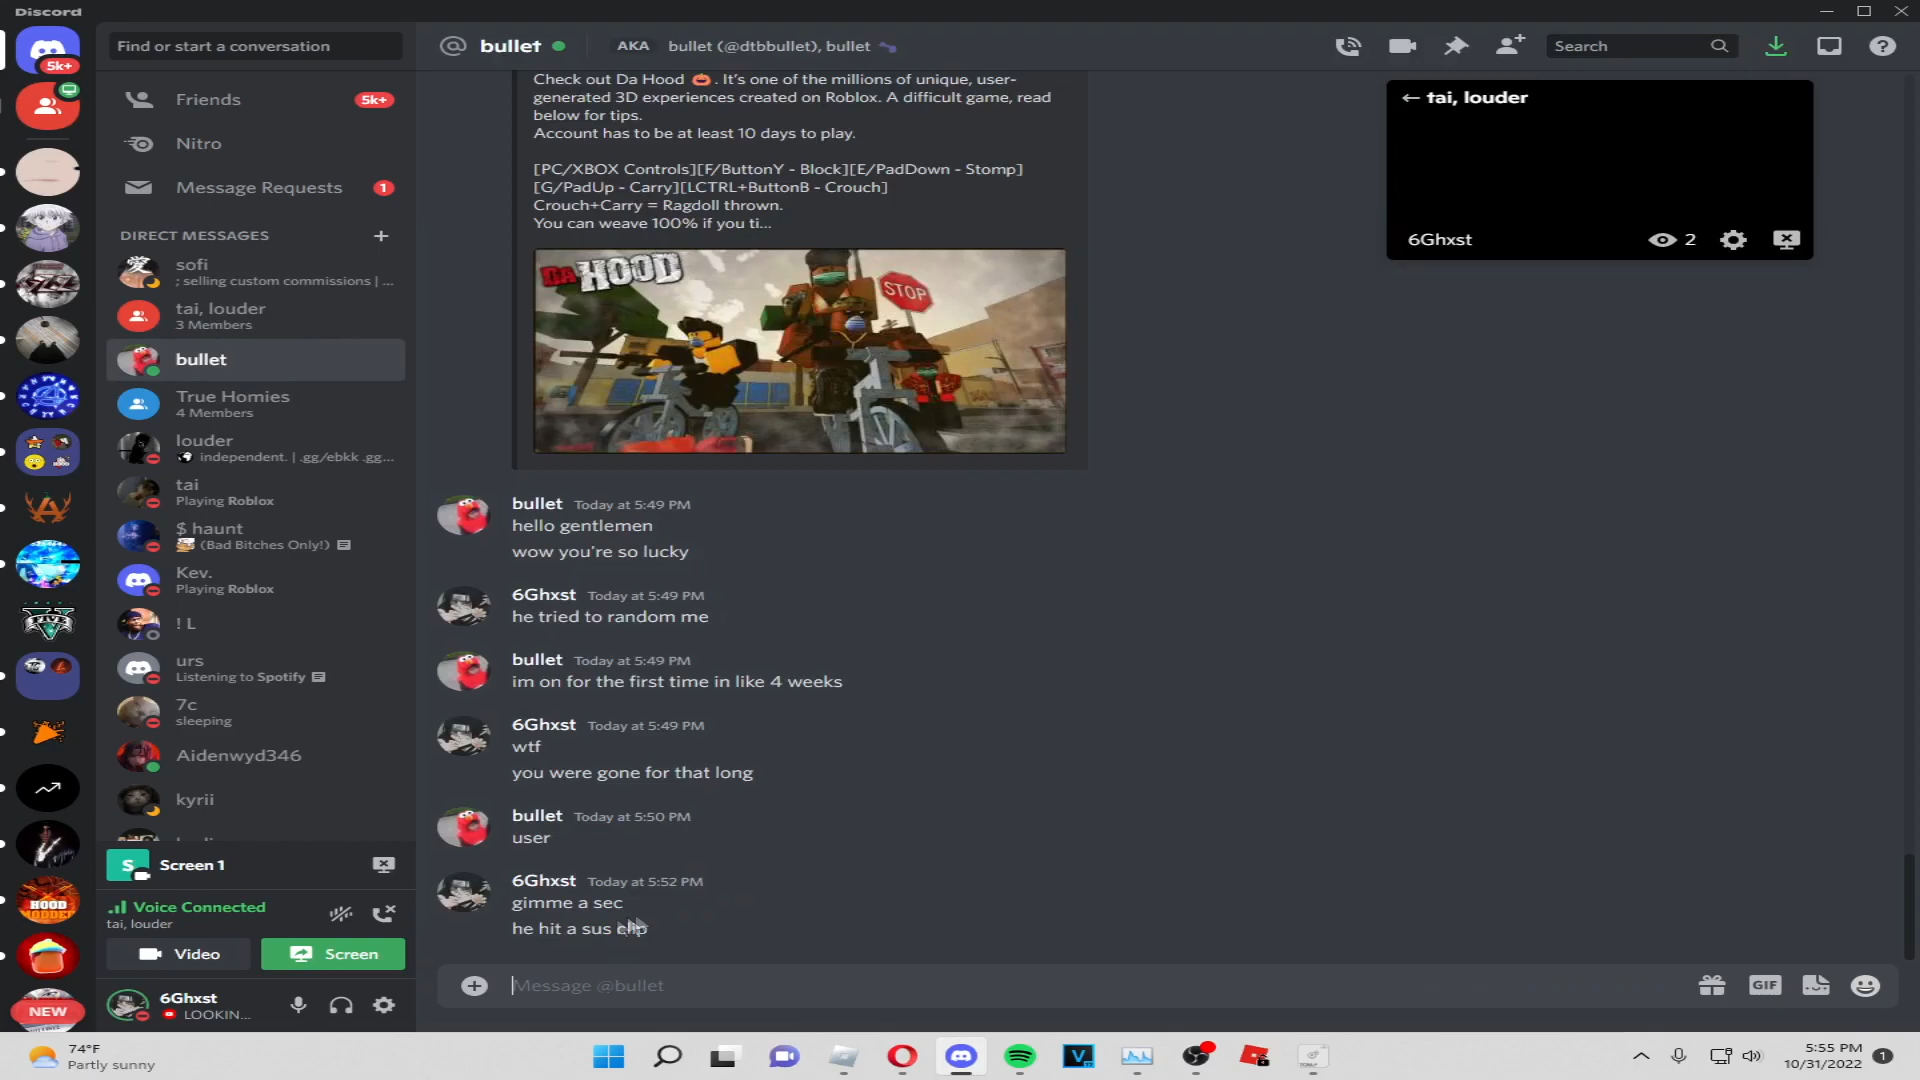 Discord
Find or start a conversation
5k+
Friends
5k+
Nitro
Message Requests
1
DIRECT MESSAGES
愛
sofi
; selling custom commissions | ...
tai, louder
3 Members
bullet
True Homies
4 Members
louder
independent. | .gg/ebkk .gg...
tai
Playing Roblox
$ haunt
(Bad Bitches Only!)
Kev.
Playing Roblox
! L
urs
Listening to Spotify
7c
sleeping
Aidenwyd346
kyrii
FIVE
HOOD
MODDED
NEW
S
Screen 1
Voice Connected
tai, louder
Video
Screen
6Ghxst
LOOKIN...
bullet
AKA
bullet (@dtbbullet), bullet
Search
Check out Da Hood 🎃. It's one of the millions of unique, user-
generated 3D experiences created on Roblox. A difficult game, read
below for tips.
Account has to be at least 10 days to play.
[PC/XBOX Controls][F/ButtonY - Block][E/PadDown - Stomp]
[G/PadUp - Carry][LCTRL+ButtonB - Crouch]
Crouch+Carry = Ragdoll thrown.
You can weave 100% if you ti...
DA HOOD
STOP
bullet Today at 5:49 PM
hello gentlemen
wow you're so lucky
6Ghxst Today at 5:49 PM
he tried to random me
bullet Today at 5:49 PM
im on for the first time in like 4 weeks
6Ghxst Today at 5:49 PM
wtf
you were gone for that long
bullet Today at 5:50 PM
user
6Ghxst Today at 5:52 PM
gimme a sec
he hit a sus clip
Message @bullet
GIF
← tai, louder
6Ghxst
2
74°F
Partly sunny
V
5:55 PM
10/31/2022
1